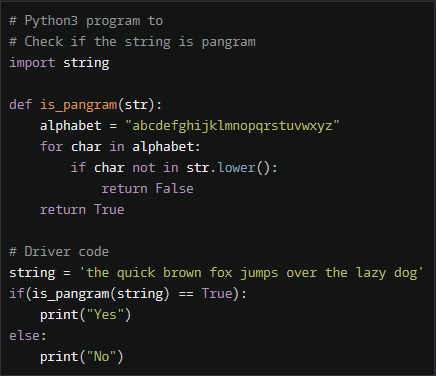 # Python3 program to
# Check if the string is pangram
import string

def is_pangram(str):
    alphabet = "abcdefghijklmnopqrstuvwxyz"
    for char in alphabet:
        if char not in str.lower():
            return False
    return True

# Driver code
string = 'the quick brown fox jumps over the lazy dog'
if(is_pangram(string) == True):
    print("Yes")
else:
    print("No")